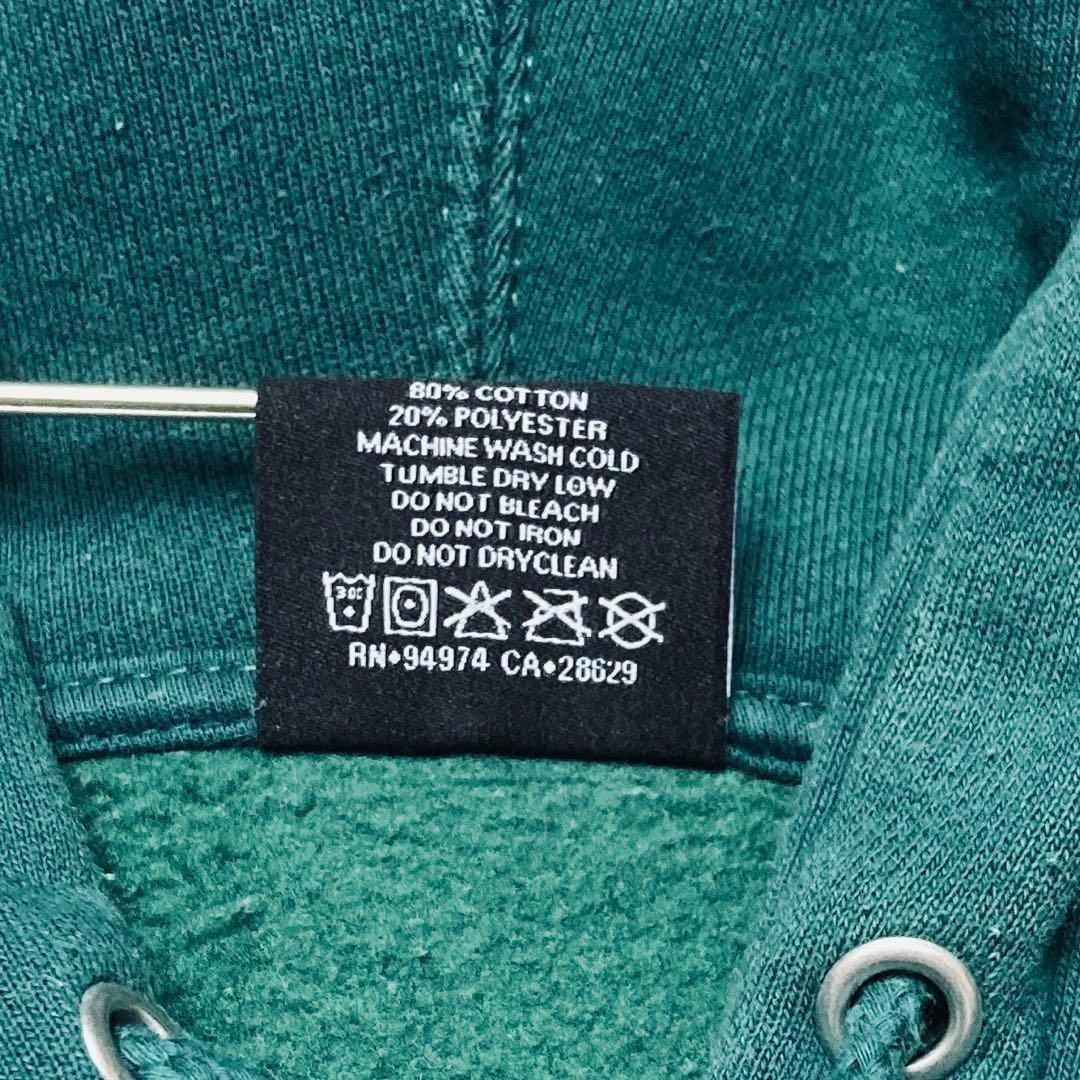 80% COTTON
20% POLYESTER
MACHINE WASH COLD
TUMBLE DRY LOW
DO NOT BLEACH
DO NOT IRON
DO NOT DRYCLEAN
30C
RN•94974 CA•28629